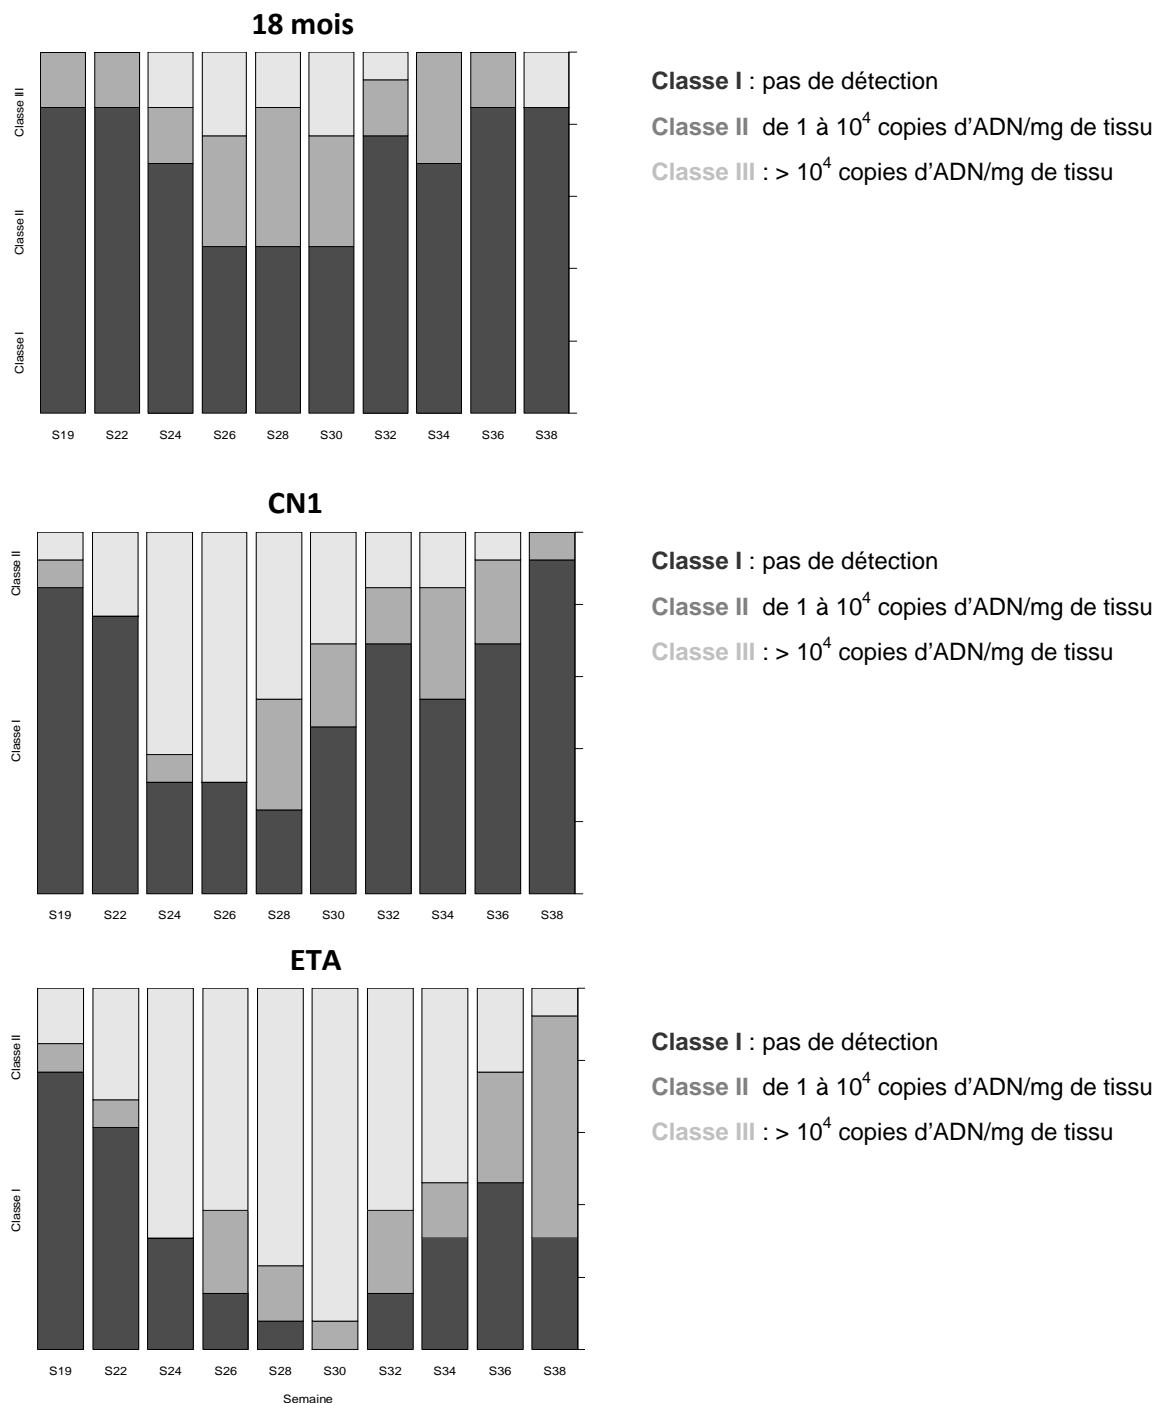 18 mois
Classe III
Classe II
Classe I
S19 S22 S24 S26 S28 S30 S32 S34 S36 S38
Classe I : pas de détection
Classe II de 1 à 10⁴ copies d'ADN/mg de tissu
Classe III : > 10⁴ copies d'ADN/mg de tissu
CN1
Classe II
Classe I
S19 S22 S24 S26 S28 S30 S32 S34 S36 S38
Classe I : pas de détection
Classe II de 1 à 10⁴ copies d'ADN/mg de tissu
Classe III : > 10⁴ copies d'ADN/mg de tissu
ETA
Classe II
Classe I
S19 S22 S24 S26 S28 S30 S32 S34 S36 S38
Semaine
Classe I : pas de détection
Classe II de 1 à 10⁴ copies d'ADN/mg de tissu
Classe III : > 10⁴ copies d'ADN/mg de tissu